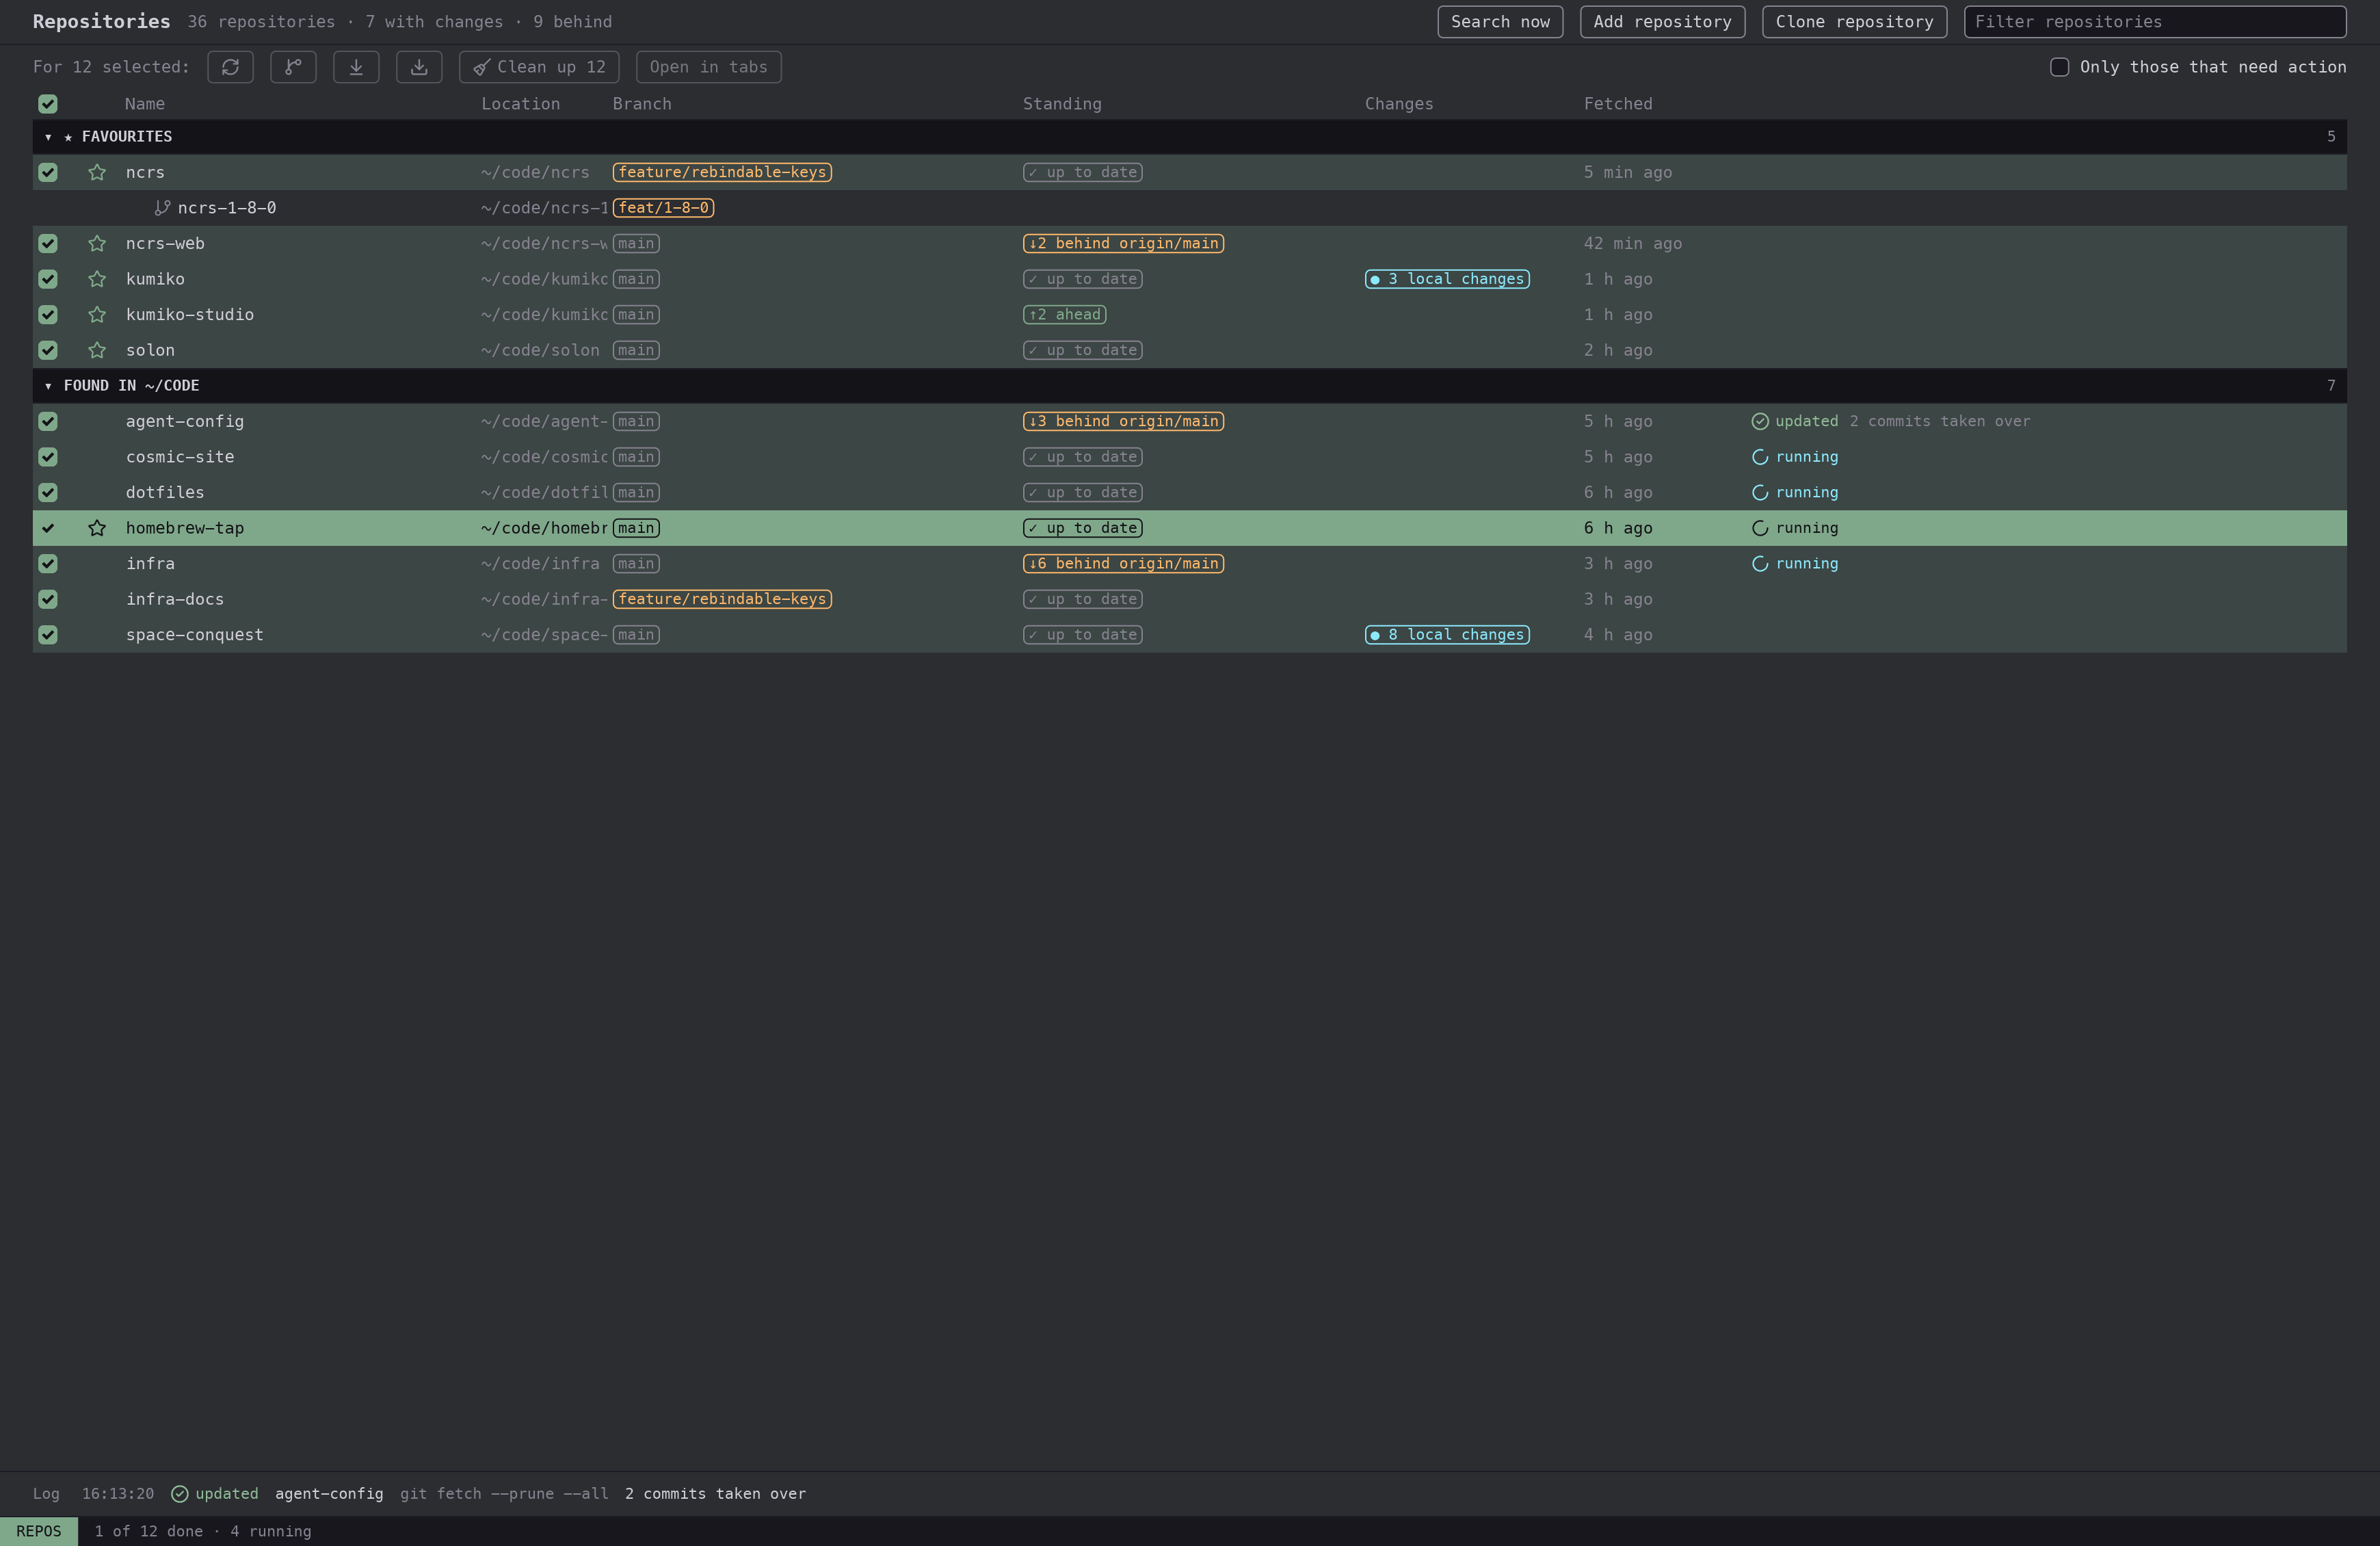 Repositories 36 repositories · 7 with changes · 9 behind Search now Add repository Clone repository Filter repositories
For 12 selected: Clean up 12 Open in tabs Only those that need action
Name Location Branch Standing Changes Fetched
▾ ★ FAVOURITES 5
ncrs ~/code/ncrs feature/rebindable-keys ✓ up to date 5 min ago
ncrs-1-8-0 ~/code/ncrs-1 feat/1-8-0
ncrs-web ~/code/ncrs-w main ↓2 behind origin/main 42 min ago
kumiko ~/code/kumiko main ✓ up to date ● 3 local changes 1 h ago
kumiko-studio ~/code/kumiko main ↑2 ahead 1 h ago
solon ~/code/solon main ✓ up to date 2 h ago
▾ FOUND IN ~/CODE 7
agent-config ~/code/agent- main ↓3 behind origin/main 5 h ago updated 2 commits taken over
cosmic-site ~/code/cosmic main ✓ up to date 5 h ago running
dotfiles ~/code/dotfil main ✓ up to date 6 h ago running
homebrew-tap ~/code/homebr main ✓ up to date 6 h ago running
infra ~/code/infra main ↓6 behind origin/main 3 h ago running
infra-docs ~/code/infra- feature/rebindable-keys ✓ up to date 3 h ago
space-conquest ~/code/space- main ✓ up to date ● 8 local changes 4 h ago
Log 16:13:20 updated agent-config git fetch --prune --all 2 commits taken over
REPOS 1 of 12 done · 4 running